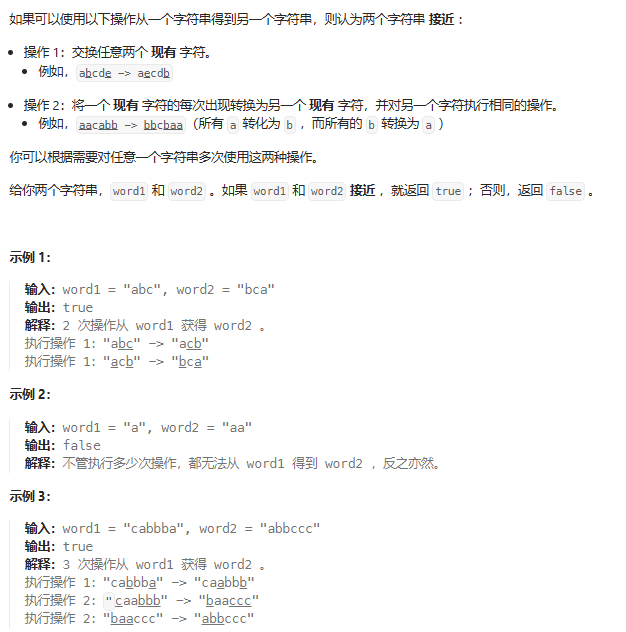 如果可以使用以下操作从一个字符串得到另一个字符串，则认为两个字符串 接近 ：
操作 1：交换任意两个 现有 字符。
例如，abcde -> aecdb
操作 2：将一个 现有 字符的每次出现转换为另一个 现有 字符，并对另一个字符执行相同的操作。
例如，aacabb -> bbcbaa（所有 a 转化为 b ，而所有的 b 转换为 a ）
你可以根据需要对任意一个字符串多次使用这两种操作。
给你两个字符串，word1 和 word2 。如果 word1 和 word2 接近 ，就返回 true ；否则，返回 false 。
示例 1：
输入：word1 = "abc", word2 = "bca"
输出：true
解释：2 次操作从 word1 获得 word2 。
执行操作 1："abc" -> "acb"
执行操作 1："acb" -> "bca"
示例 2：
输入：word1 = "a", word2 = "aa"
输出：false
解释：不管执行多少次操作，都无法从 word1 得到 word2 ，反之亦然。
示例 3：
输入：word1 = "cabbba", word2 = "abbccc"
输出：true
解释：3 次操作从 word1 获得 word2 。
执行操作 1："cabbba" -> "caabbb"
执行操作 2："caabbb" -> "baaccc"
执行操作 2："baaccc" -> "abbccc"